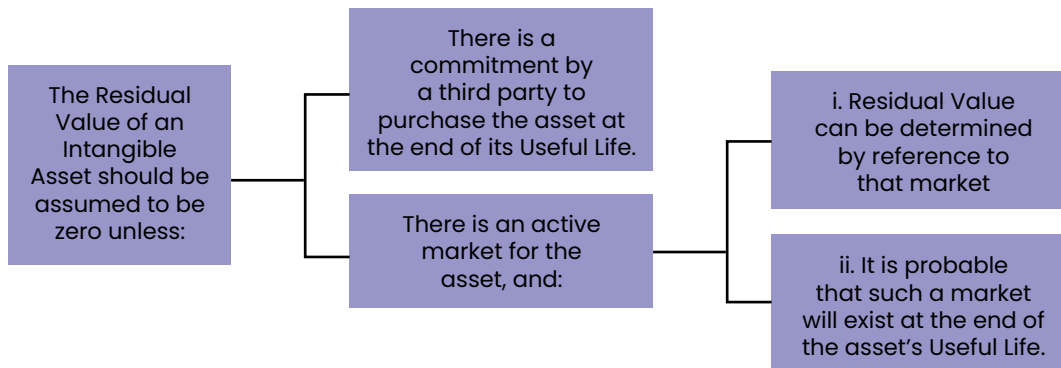 The Residual
Value of an
Intangible
Asset should be
assumed to be
zero unless:
There is a
commitment by
a third party to
purchase the asset at
the end of its Useful Life.
There is an active
market for the
asset, and:
i. Residual Value
can be determined
by reference to
that market
ii. It is probable
that such a market
will exist at the end of
the asset’s Useful Life.